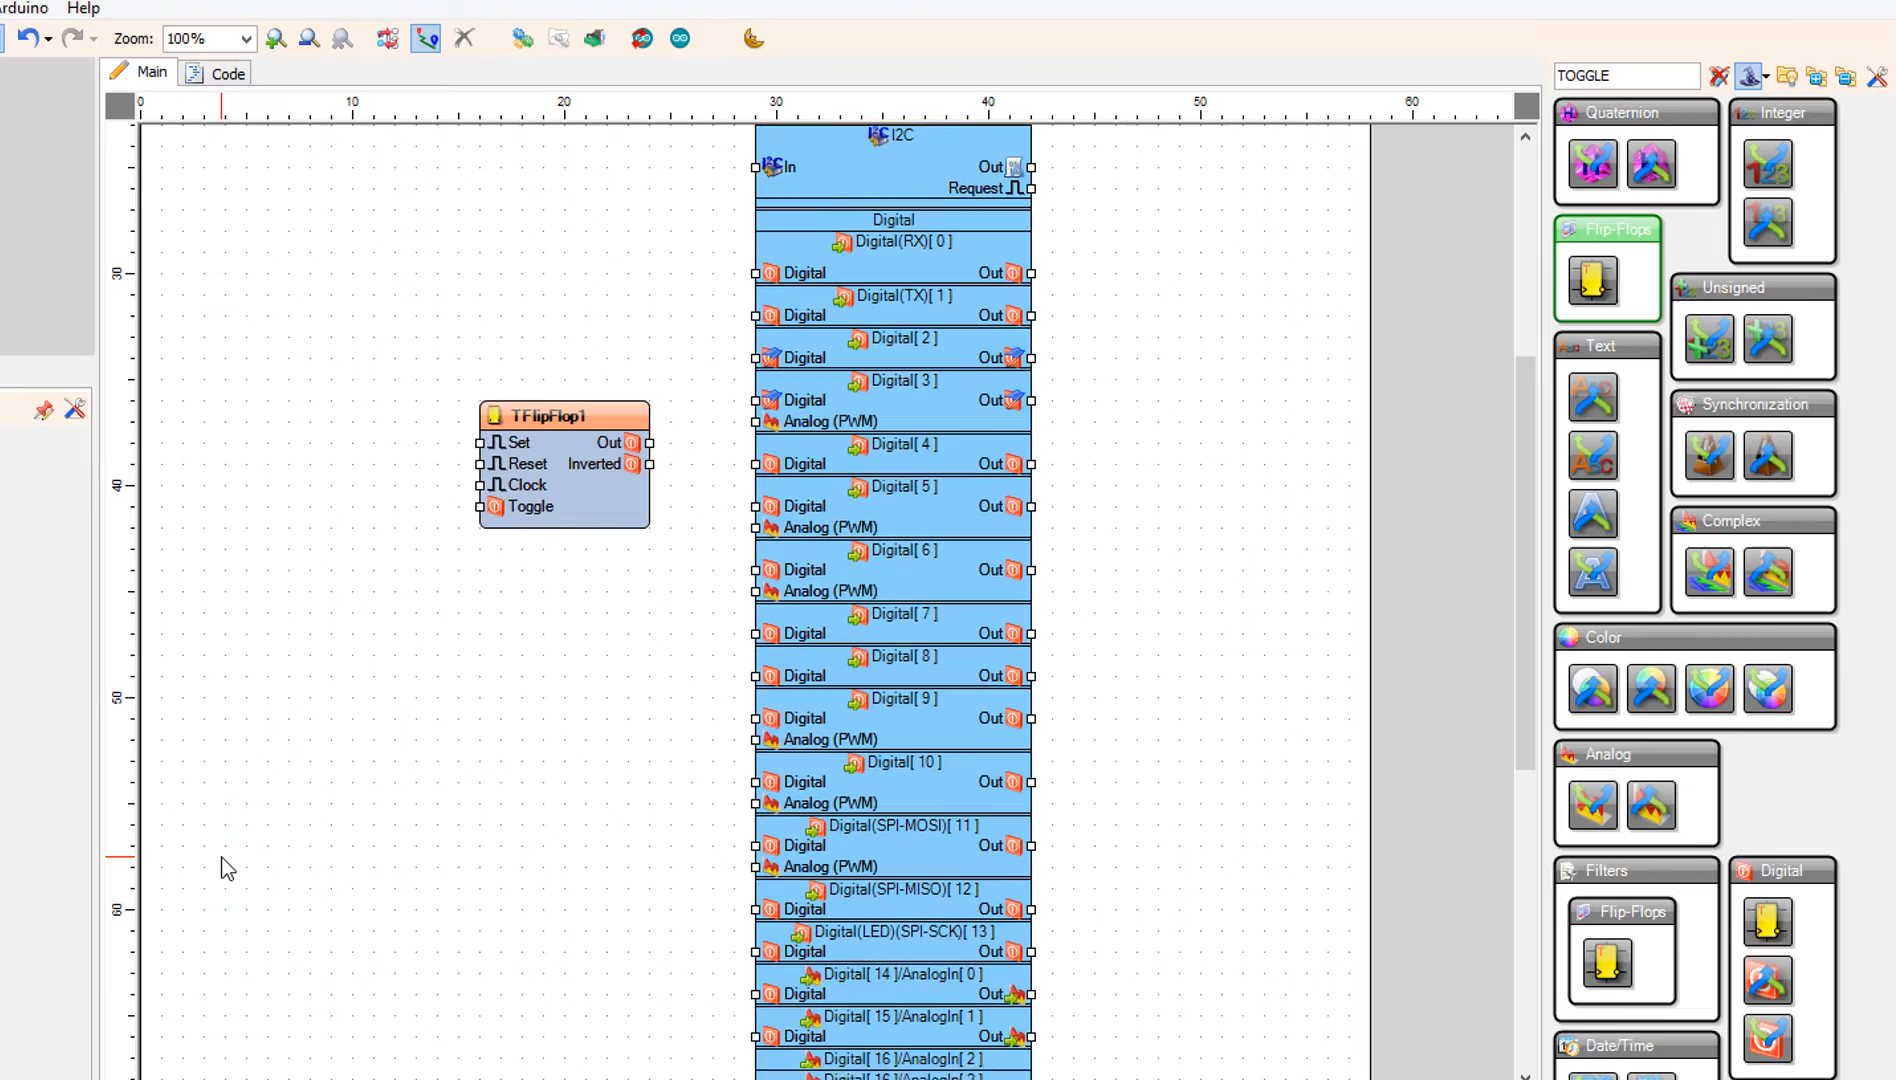 Arduino Help
Zoom: 100%
Main Code
TOGGLE
0 10 20 30 40 50 60
30
40
50
60
TFlipFlop1
Set Out
Reset Inverted
Clock
Toggle
I2C
In Out
Request
Digital
Digital(RX)[ 0 ]
Digital Out
Digital(TX)[ 1 ]
Digital Out
Digital[ 2 ]
Digital Out
Digital[ 3 ]
Digital Out
Analog (PWM)
Digital[ 4 ]
Digital Out
Digital[ 5 ]
Digital Out
Analog (PWM)
Digital[ 6 ]
Digital Out
Analog (PWM)
Digital[ 7 ]
Digital Out
Digital[ 8 ]
Digital Out
Digital[ 9 ]
Digital Out
Analog (PWM)
Digital[ 10 ]
Digital Out
Analog (PWM)
Digital(SPI-MOSI)[ 11 ]
Digital Out
Analog (PWM)
Digital(SPI-MISO)[ 12 ]
Digital Out
Digital(LED)(SPI-SCK)[ 13 ]
Digital Out
Digital[ 14 ]/AnalogIn[ 0 ]
Digital Out
Digital[ 15 ]/AnalogIn[ 1 ]
Digital Out
Digital[ 16 ]/AnalogIn[ 2 ]
Quaternion
Integer
Flip-Flops
Unsigned
Text
Synchronization
Complex
Color
Analog
Filters
Flip-Flops
Digital
Date/Time